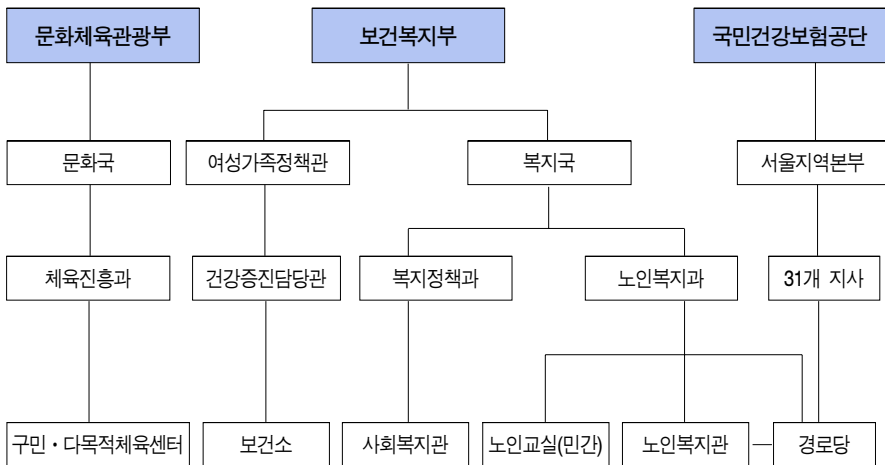 문화체육관광부
보건복지부
국민건강보험공단
문화국
여성가족정책관
복지국
서울지역본부
체육진흥과
건강증진담당관
복지정책과
노인복지과
31개 지사
구민・다목적체육센터
보건소
사회복지관
노인교실(민간)
노인복지관
경로당